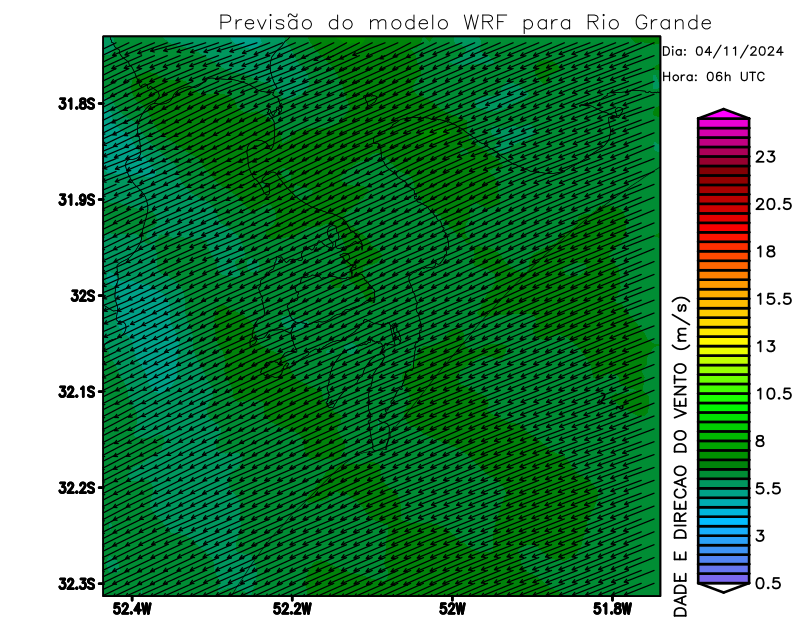 Previsão do modelo WRF para Rio Grande
Dia: 04/11/2024
Hora: 06h UTC
31.8S
31.9S
32S
32.1S
32.2S
32.3S
52.4W
52.2W
52W
51.8W
DADE E DIRECAO DO VENTO (m/s)
23
20.5
18
15.5
13
10.5
8
5.5
3
0.5